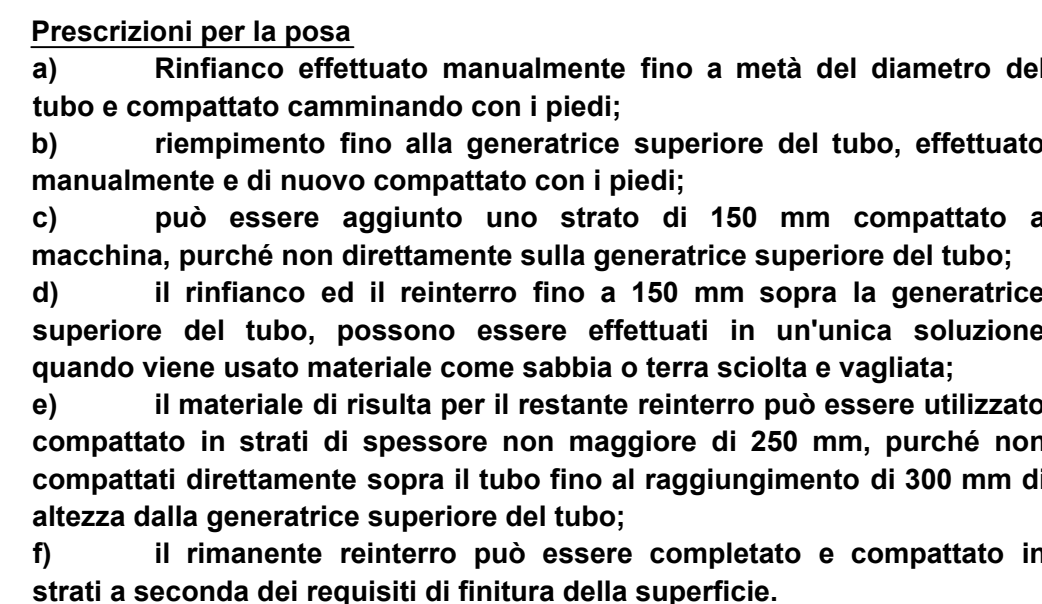 Prescrizioni per la posa
a) Rinfianco effettuato manualmente fino a metà del diametro del
tubo e compattato camminando con i piedi;
b) riempimento fino alla generatrice superiore del tubo, effettuato
manualmente e di nuovo compattato con i piedi;
c) può essere aggiunto uno strato di 150 mm compattato a
macchina, purché non direttamente sulla generatrice superiore del tubo;
d) il rinfianco ed il reinterro fino a 150 mm sopra la generatrice
superiore del tubo, possono essere effettuati in un'unica soluzione
quando viene usato materiale come sabbia o terra sciolta e vagliata;
e) il materiale di risulta per il restante reinterro può essere utilizzato
compattato in strati di spessore non maggiore di 250 mm, purché non
compattati direttamente sopra il tubo fino al raggiungimento di 300 mm di
altezza dalla generatrice superiore del tubo;
f) il rimanente reinterro può essere completato e compattato in
strati a seconda dei requisiti di finitura della superficie.